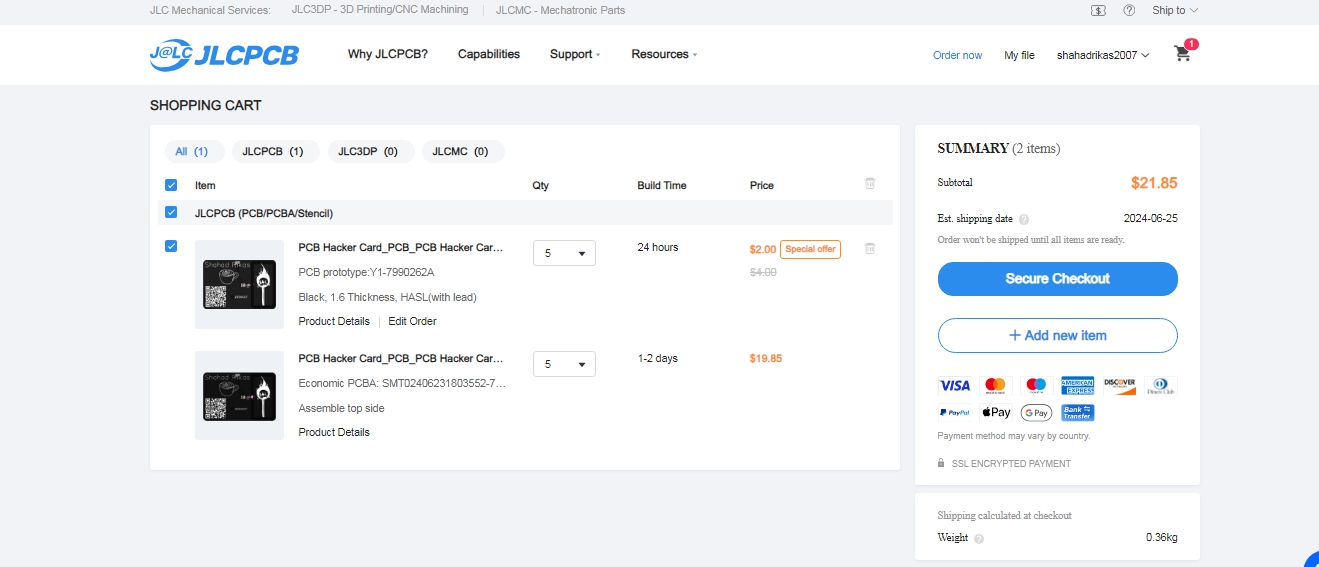 JLC Mechanical Services: JLC3DP - 3D Printing/CNC Machining JLCMC - Mechatronic Parts Ship to
J@LC JLCPCB Why JLCPCB? Capabilities Support Resources Order now My file shahadrikas2007 1
SHOPPING CART
All (1) JLCPCB (1) JLC3DP (0) JLCMC (0)
Item Qty Build Time Price
JLCPCB (PCB/PCBA/Stencil)
Shahad Rikas
PCB Hacker Card_PCB_PCB Hacker Car... 5 24 hours $2.00 Special offer
PCB prototype:Y1-7990262A $4.00
Black, 1.6 Thickness, HASL(with lead)
Product Details Edit Order
Shahad Rikas
PCB Hacker Card_PCB_PCB Hacker Car... 5 1-2 days $19.85
Economic PCBA: SMT02406231803552-7...
Assemble top side
Product Details
SUMMARY (2 items)
Subtotal $21.85
Est. shipping date ? 2024-06-25
Order won't be shipped until all items are ready.
Secure Checkout
+ Add new item
VISA mastercard maestro AMERICAN EXPRESS DISCOVER Diners Club
PayPal Pay G Pay Bank Transfer
Payment method may vary by country.
SSL ENCRYPTED PAYMENT
Shipping calculated at checkout
Weight ? 0.36kg